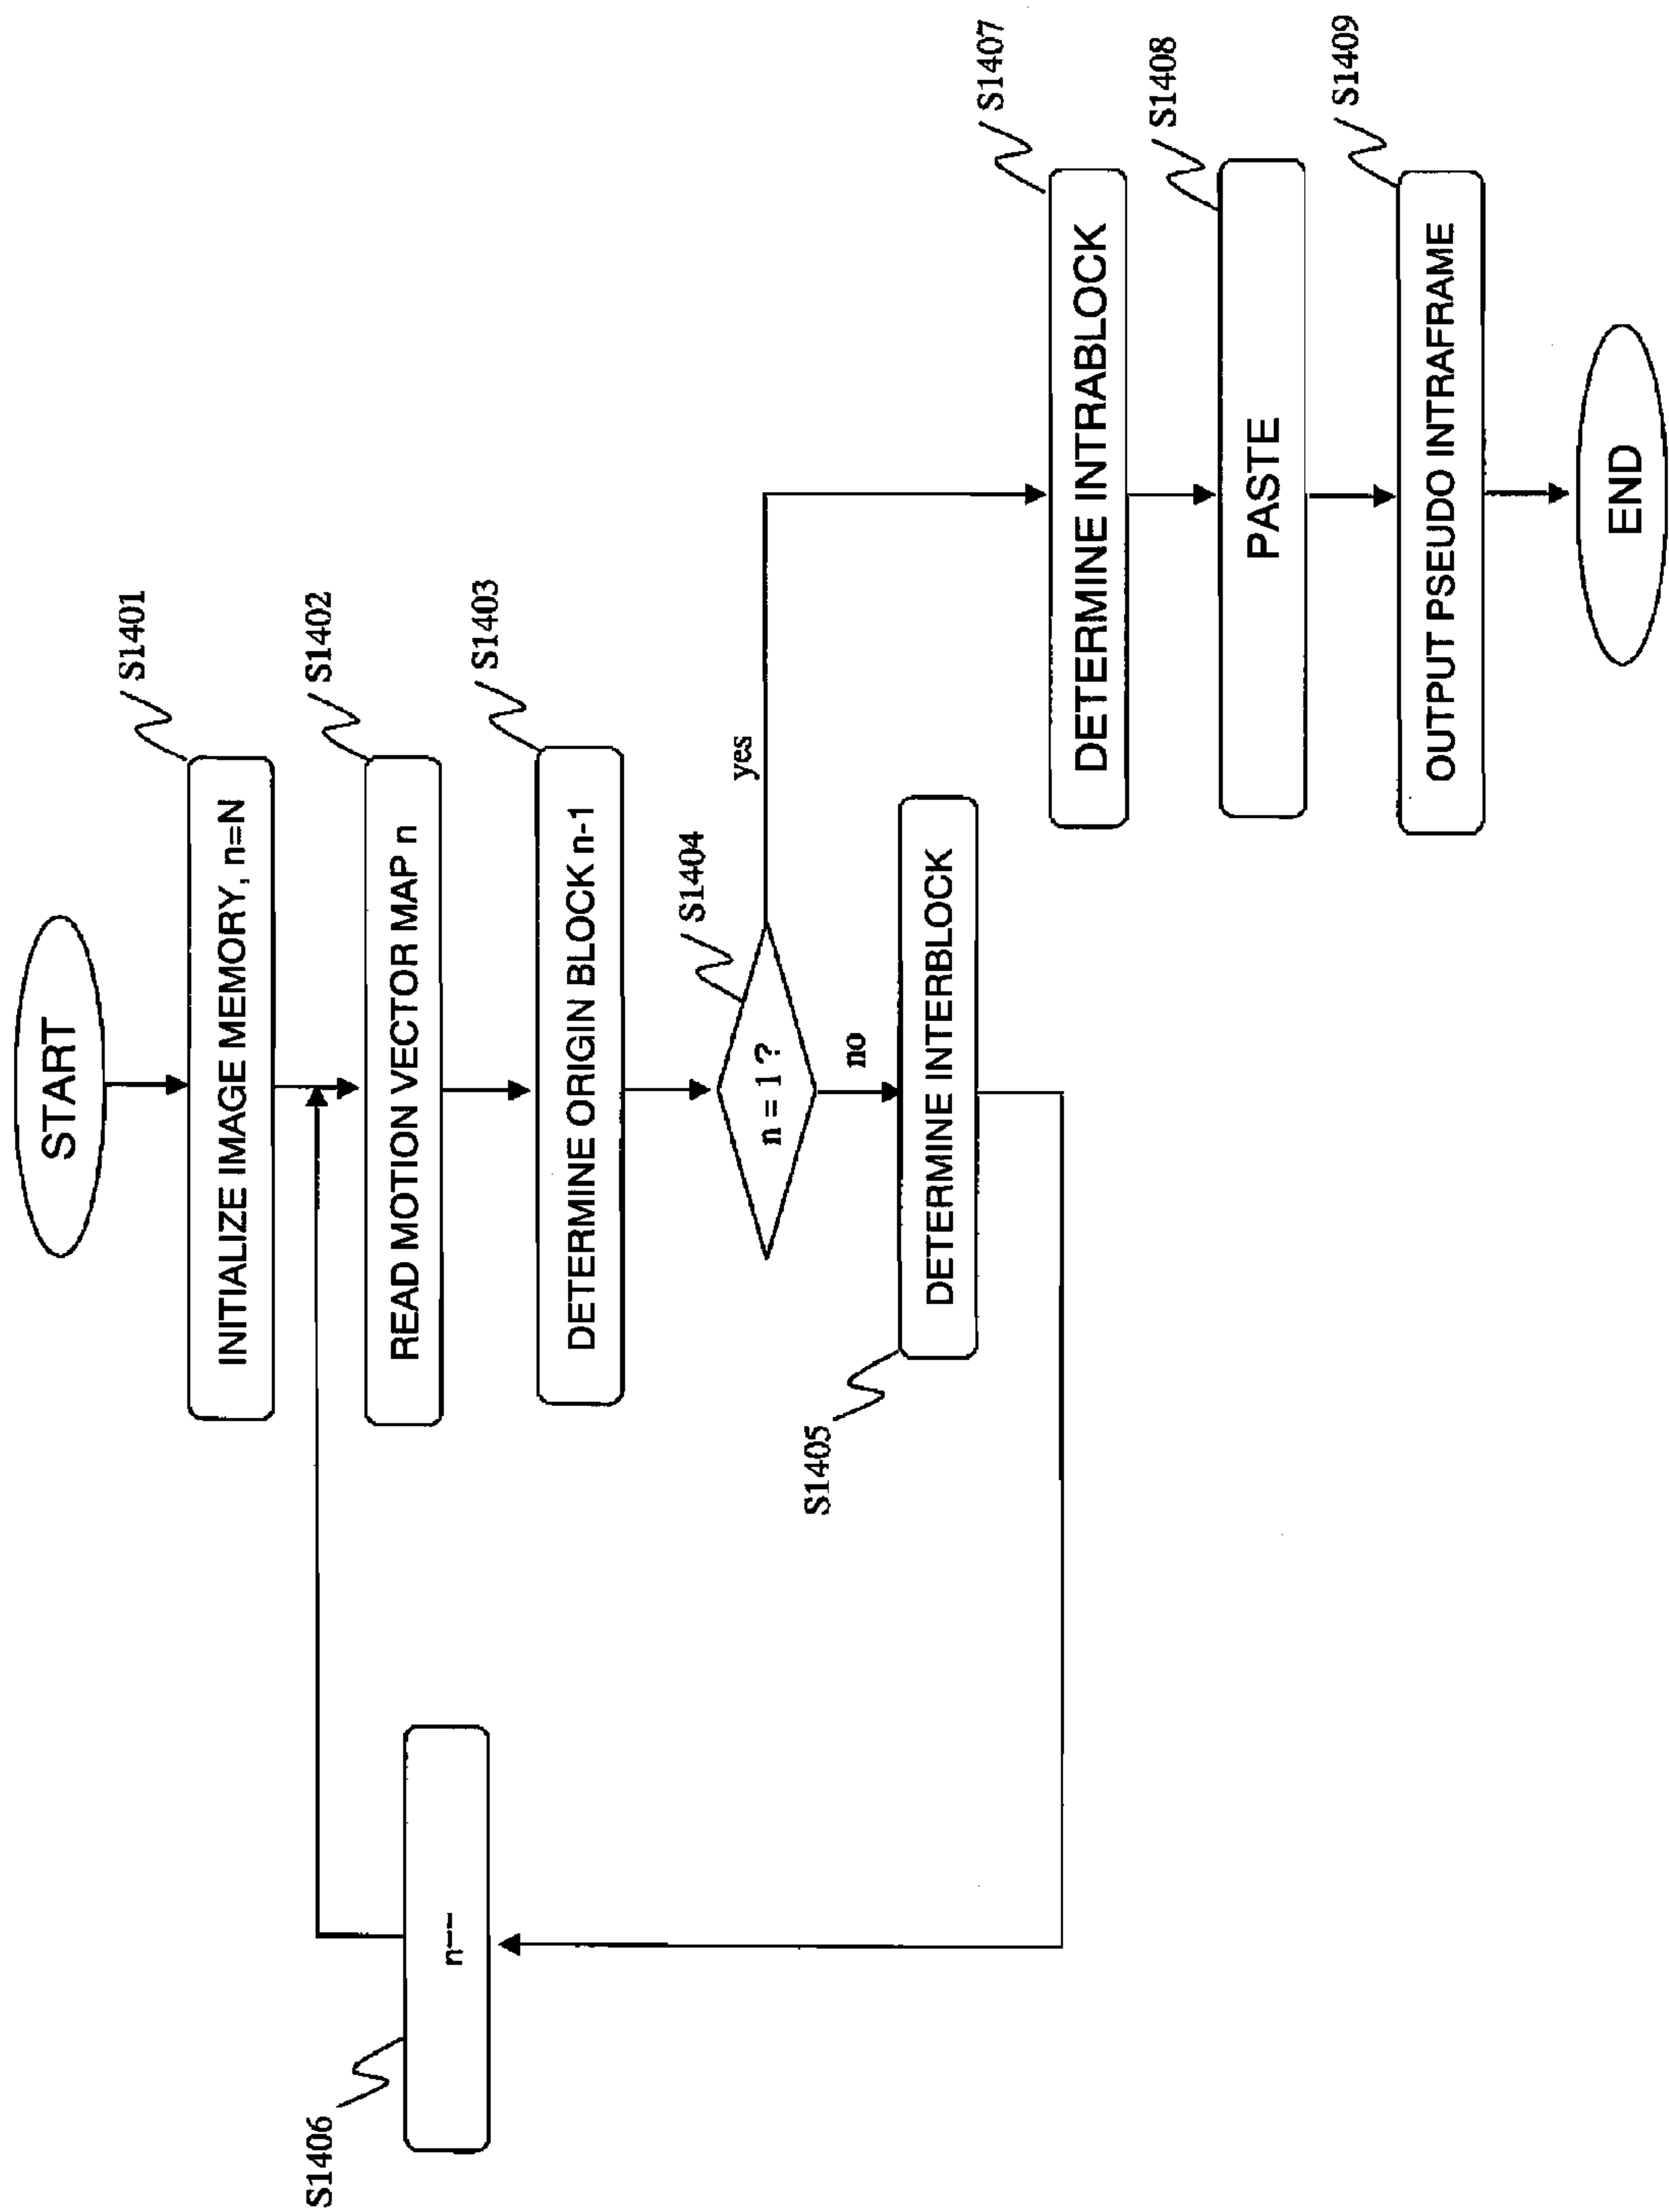 START
S1401
INITIALIZE IMAGE MEMORY, n=N
S1402
READ MOTION VECTOR MAP n
S1403
DETERMINE ORIGIN BLOCK n-1
S1404
n = 1 ?
yes
no
S1405
DETERMINE INTERBLOCK
S1406
n--
S1407
DETERMINE INTRABLOCK
S1408
PASTE
S1409
OUTPUT PSEUDO INTRAFRAME
END